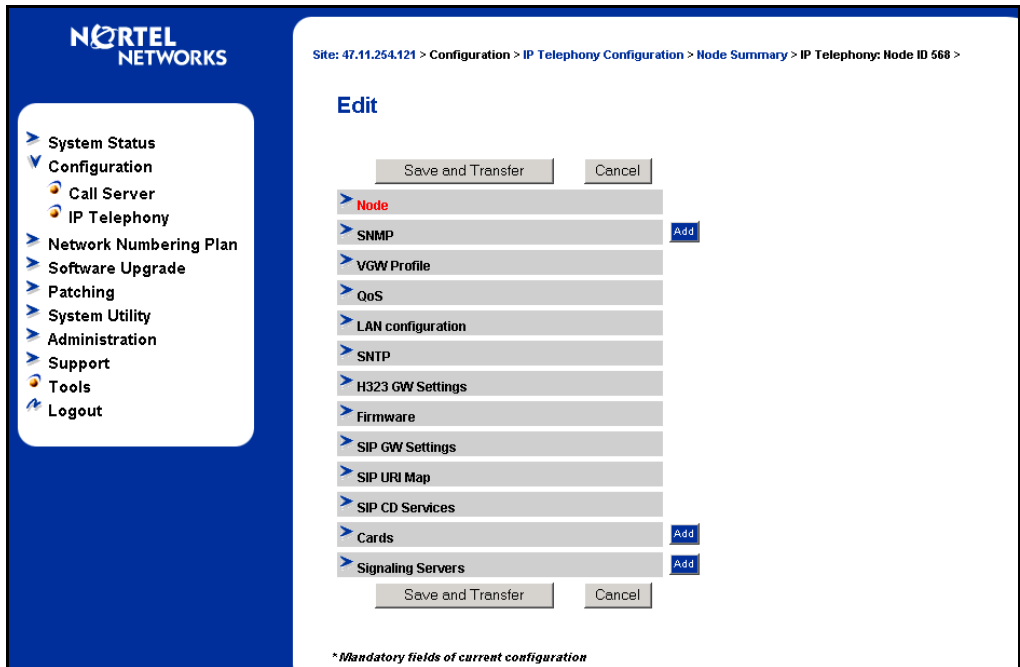 NORTEL
NETWORKS
Site: 47.11.254.121 > Configuration > IP Telephony Configuration > Node Summary > IP Telephony: Node ID 568 >
System Status
Configuration
Call Server
IP Telephony
Network Numbering Plan
Software Upgrade
Patching
System Utility
Administration
Support
Tools
Logout
Edit
Save and Transfer Cancel
Node
SNMP Add
VGW Profile
QoS
LAN configuration
SNTP
H323 GW Settings
Firmware
SIP GW Settings
SIP URI Map
SIP CD Services
Cards Add
Signaling Servers Add
Save and Transfer Cancel
* Mandatory fields of current configuration